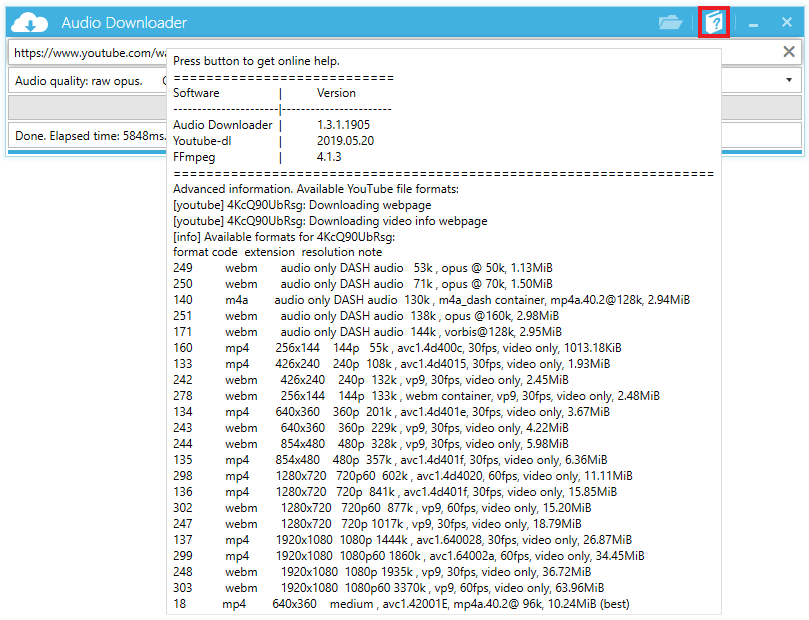 Audio Downloader
https://www.youtube.com/wa
Press button to get online help.
===========================
Software | Version
----------------------|-----------------------
Audio Downloader | 1.3.1.1905
Youtube-dl | 2019.05.20
FFmpeg | 4.1.3
==================================================================
Audio quality: raw opus.
Done. Elapsed time: 5848ms.
Advanced information. Available YouTube file formats:
[youtube] 4KcQ90UbRsg: Downloading webpage
[youtube] 4KcQ90UbRsg: Downloading video info webpage
[info] Available formats for 4KcQ90UbRsg:
format code extension resolution note
249 webm audio only DASH audio 53k , opus @ 50k, 1.13MiB
250 webm audio only DASH audio 71k , opus @ 70k, 1.50MiB
140 m4a audio only DASH audio 130k , m4a_dash container, mp4a.40.2@128k, 2.94MiB
251 webm audio only DASH audio 138k , opus @160k, 2.98MiB
171 webm audio only DASH audio 144k , vorbis@128k, 2.95MiB
160 mp4 256x144 144p 55k , avc1.4d400c, 30fps, video only, 1013.18KiB
133 mp4 426x240 240p 108k , avc1.4d4015, 30fps, video only, 1.93MiB
242 webm 426x240 240p 132k , vp9, 30fps, video only, 2.45MiB
278 webm 256x144 144p 133k , webm container, vp9, 30fps, video only, 2.48MiB
134 mp4 640x360 360p 201k , avc1.4d401e, 30fps, video only, 3.67MiB
243 webm 640x360 360p 229k , vp9, 30fps, video only, 4.22MiB
244 webm 854x480 480p 328k , vp9, 30fps, video only, 5.98MiB
135 mp4 854x480 480p 357k , avc1.4d401f, 30fps, video only, 6.36MiB
298 mp4 1280x720 720p60 602k , avc1.4d4020, 60fps, video only, 11.11MiB
136 mp4 1280x720 720p 841k , avc1.4d401f, 30fps, video only, 15.85MiB
302 webm 1280x720 720p60 877k , vp9, 60fps, video only, 15.20MiB
247 webm 1280x720 720p 1017k , vp9, 30fps, video only, 18.79MiB
137 mp4 1920x1080 1080p 1444k , avc1.640028, 30fps, video only, 26.87MiB
299 mp4 1920x1080 1080p60 1860k , avc1.64002a, 60fps, video only, 34.45MiB
248 webm 1920x1080 1080p 1935k , vp9, 30fps, video only, 36.72MiB
303 webm 1920x1080 1080p60 3370k , vp9, 60fps, video only, 63.96MiB
18 mp4 640x360 medium , avc1.42001E, mp4a.40.2@ 96k, 10.24MiB (best)